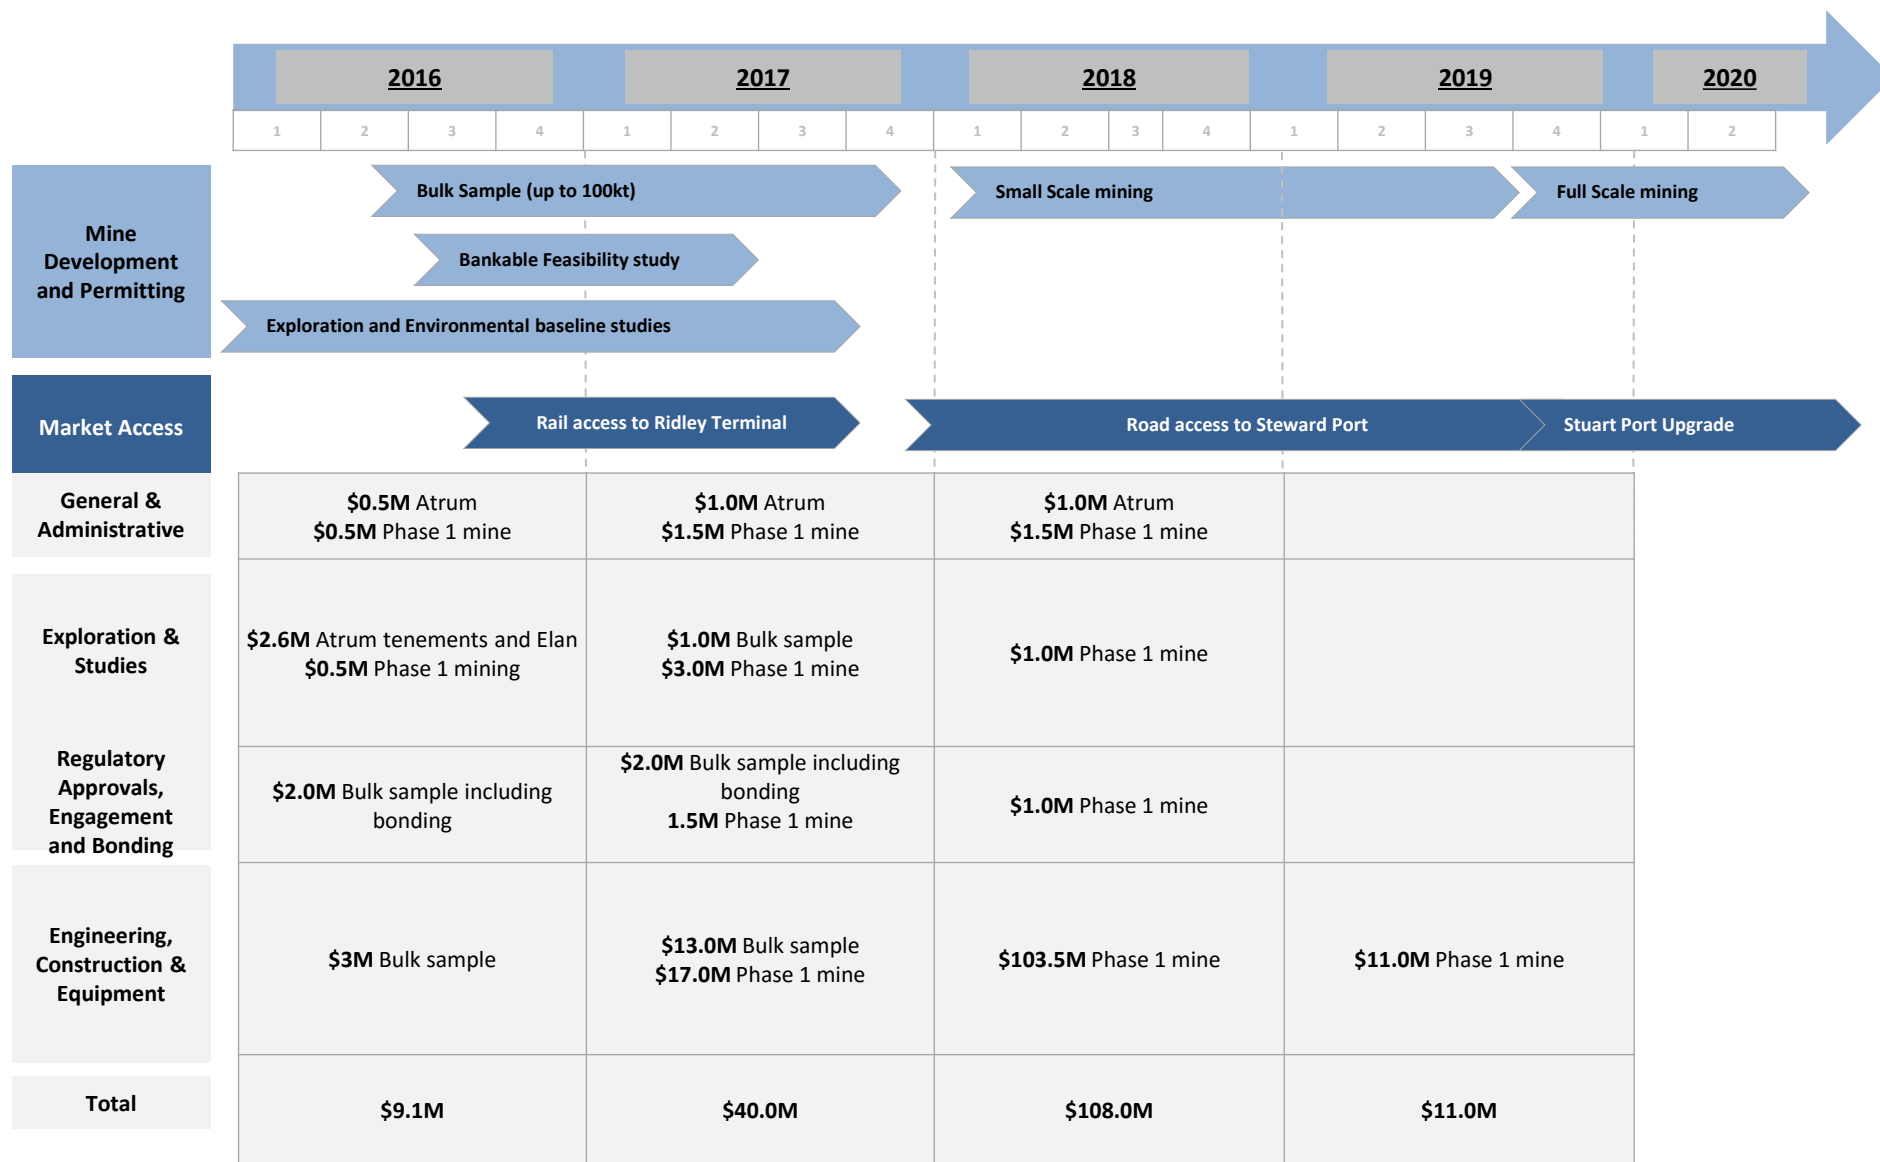 2016 2017 2018 2019 2020
1 2 3 4 1 2 3 4 1 2 3 4 1 2 3 4 1 2
Mine
Development
and Permitting
Bulk Sample (up to 100kt)
Small Scale mining
Full Scale mining
Bankable Feasibility study
Exploration and Environmental baseline studies
Market Access
Rail access to Ridley Terminal
Road access to Steward Port
Stuart Port Upgrade
General &
Administrative
$0.5M Atrum
$0.5M Phase 1 mine
$1.0M Atrum
$1.5M Phase 1 mine
$1.0M Atrum
$1.5M Phase 1 mine
Exploration &
Studies
$2.6M Atrum tenements and Elan
$0.5M Phase 1 mining
$1.0M Bulk sample
$3.0M Phase 1 mine
$1.0M Phase 1 mine
Regulatory
Approvals,
Engagement
and Bonding
$2.0M Bulk sample including
bonding
$2.0M Bulk sample including
bonding
1.5M Phase 1 mine
$1.0M Phase 1 mine
Engineering,
Construction &
Equipment
$3M Bulk sample
$13.0M Bulk sample
$17.0M Phase 1 mine
$103.5M Phase 1 mine
$11.0M Phase 1 mine
Total
$9.1M
$40.0M
$108.0M
$11.0M